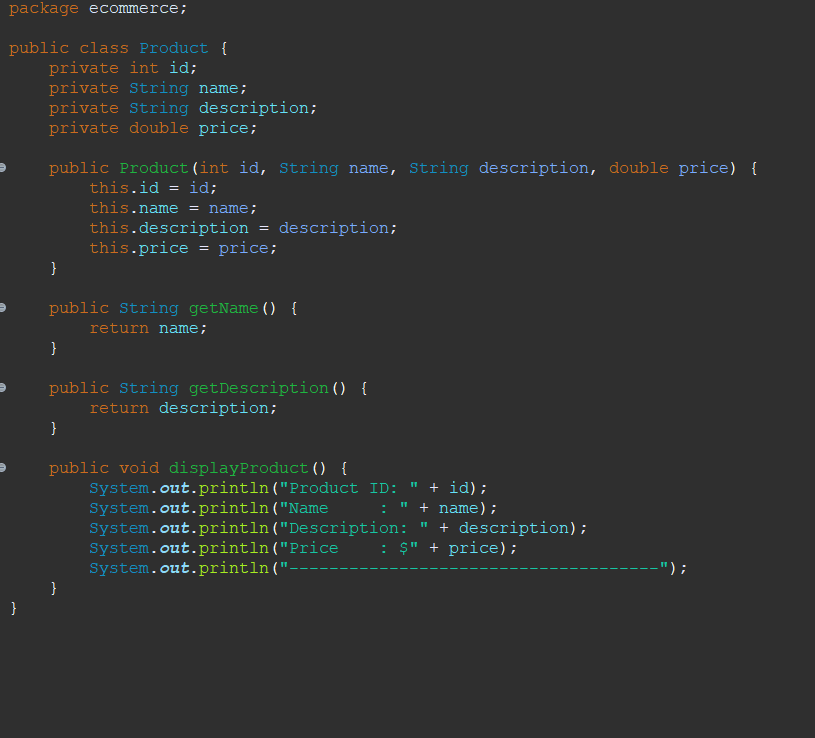 package ecommerce;
public class Product {
    private int id;
    private String name;
    private String description;
    private double price;
    public Product(int id, String name, String description, double price) {
        this.id = id;
        this.name = name;
        this.description = description;
        this.price = price;
    }
    public String getName() {
        return name;
    }
    public String getDescription() {
        return description;
    }
    public void displayProduct() {
        System.out.println("Product ID: " + id);
        System.out.println("Name     : " + name);
        System.out.println("Description: " + description);
        System.out.println("Price    : $" + price);
        System.out.println("-------------------------------------");
    }
}